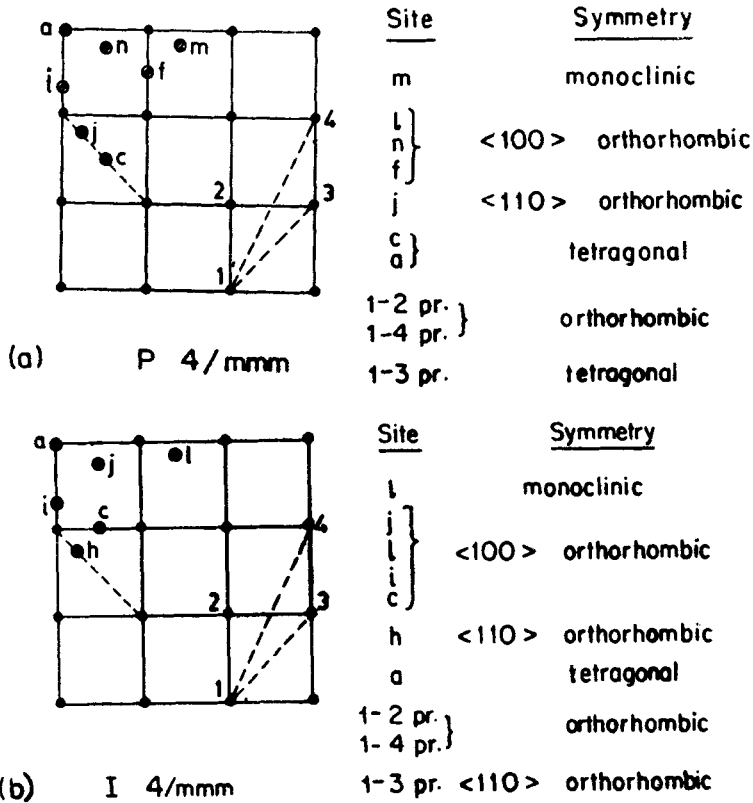 Site Symmetry
a n m
f
i
m monoclinic
4
j
c
l
n <100> orthorhombic
f
2 3
j <110> orthorhombic
c
a tetragonal
1
1-2 pr.
1-4 pr. orthorhombic
(a) P 4/mmm
1-3 pr. tetragonal
Site Symmetry
a j l
i c
l monoclinic
4
h
j
l <100> orthorhombic
i
c
2 3
h <110> orthorhombic
a tetragonal
1
1-2 pr.
1-4 pr. orthorhombic
(b) I 4/mmm
1-3 pr. <110> orthorhombic